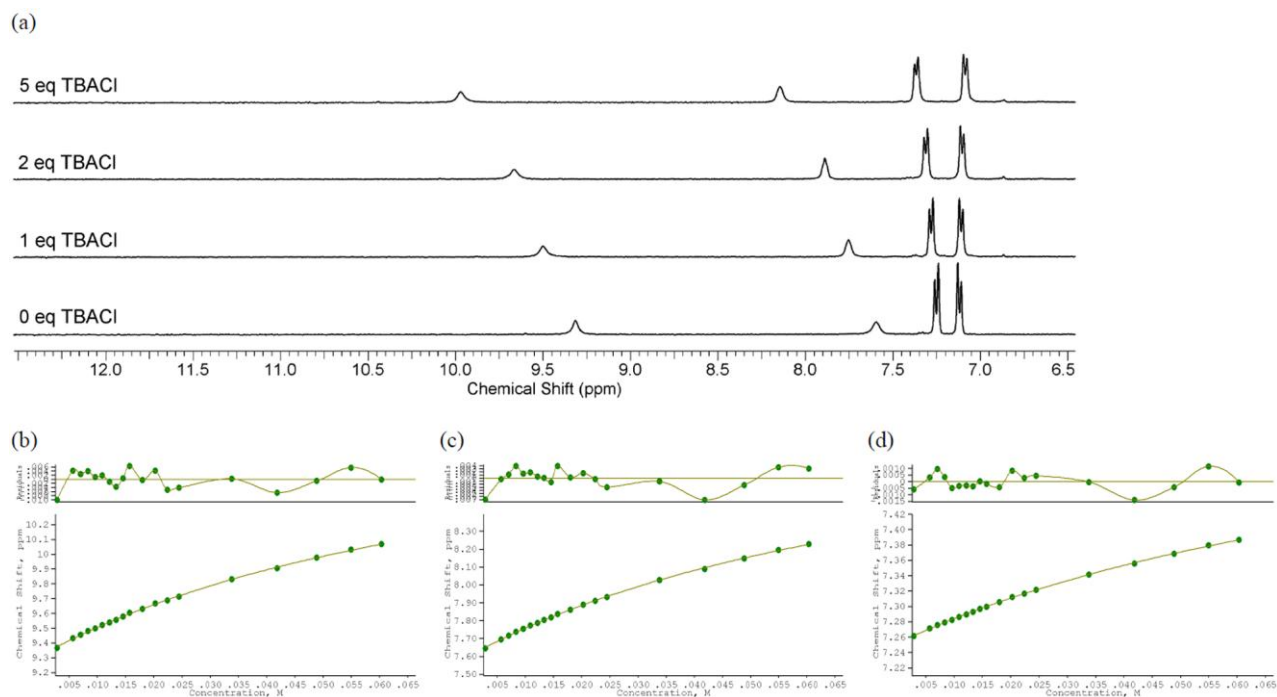 (a)
5 eq TBACl
2 eq TBACl
1 eq TBACl
0 eq TBACl
12.0 11.5 11.0 10.5 10.0 9.5 9.0 8.5 8.0 7.5 7.0 6.5
Chemical Shift (ppm)
(b)
10.2
10.1
10
9.9
9.8
9.7
9.6
9.5
9.4
9.3
9.2
Chemical Shift, ppm
.005 .010 .015 .020 .025 .030 .035 .040 .045 .050 .055 .060 .065
Concentration, M
(c)
8.30
8.20
8.10
8.00
7.90
7.80
7.70
7.60
7.50
Chemical Shift, ppm
.005 .010 .015 .020 .025 .030 .035 .040 .045 .050 .055 .060 .065
Concentration, M
(d)
.0010
.0005
0
.0005
.0010
.0015
7.42
7.40
7.38
7.36
7.34
7.32
7.30
7.28
7.26
7.24
7.22
Chemical Shift, ppm
.005 .010 .015 .020 .025 .030 .035 .040 .045 .050 .055 .060 .065
Concentration, M